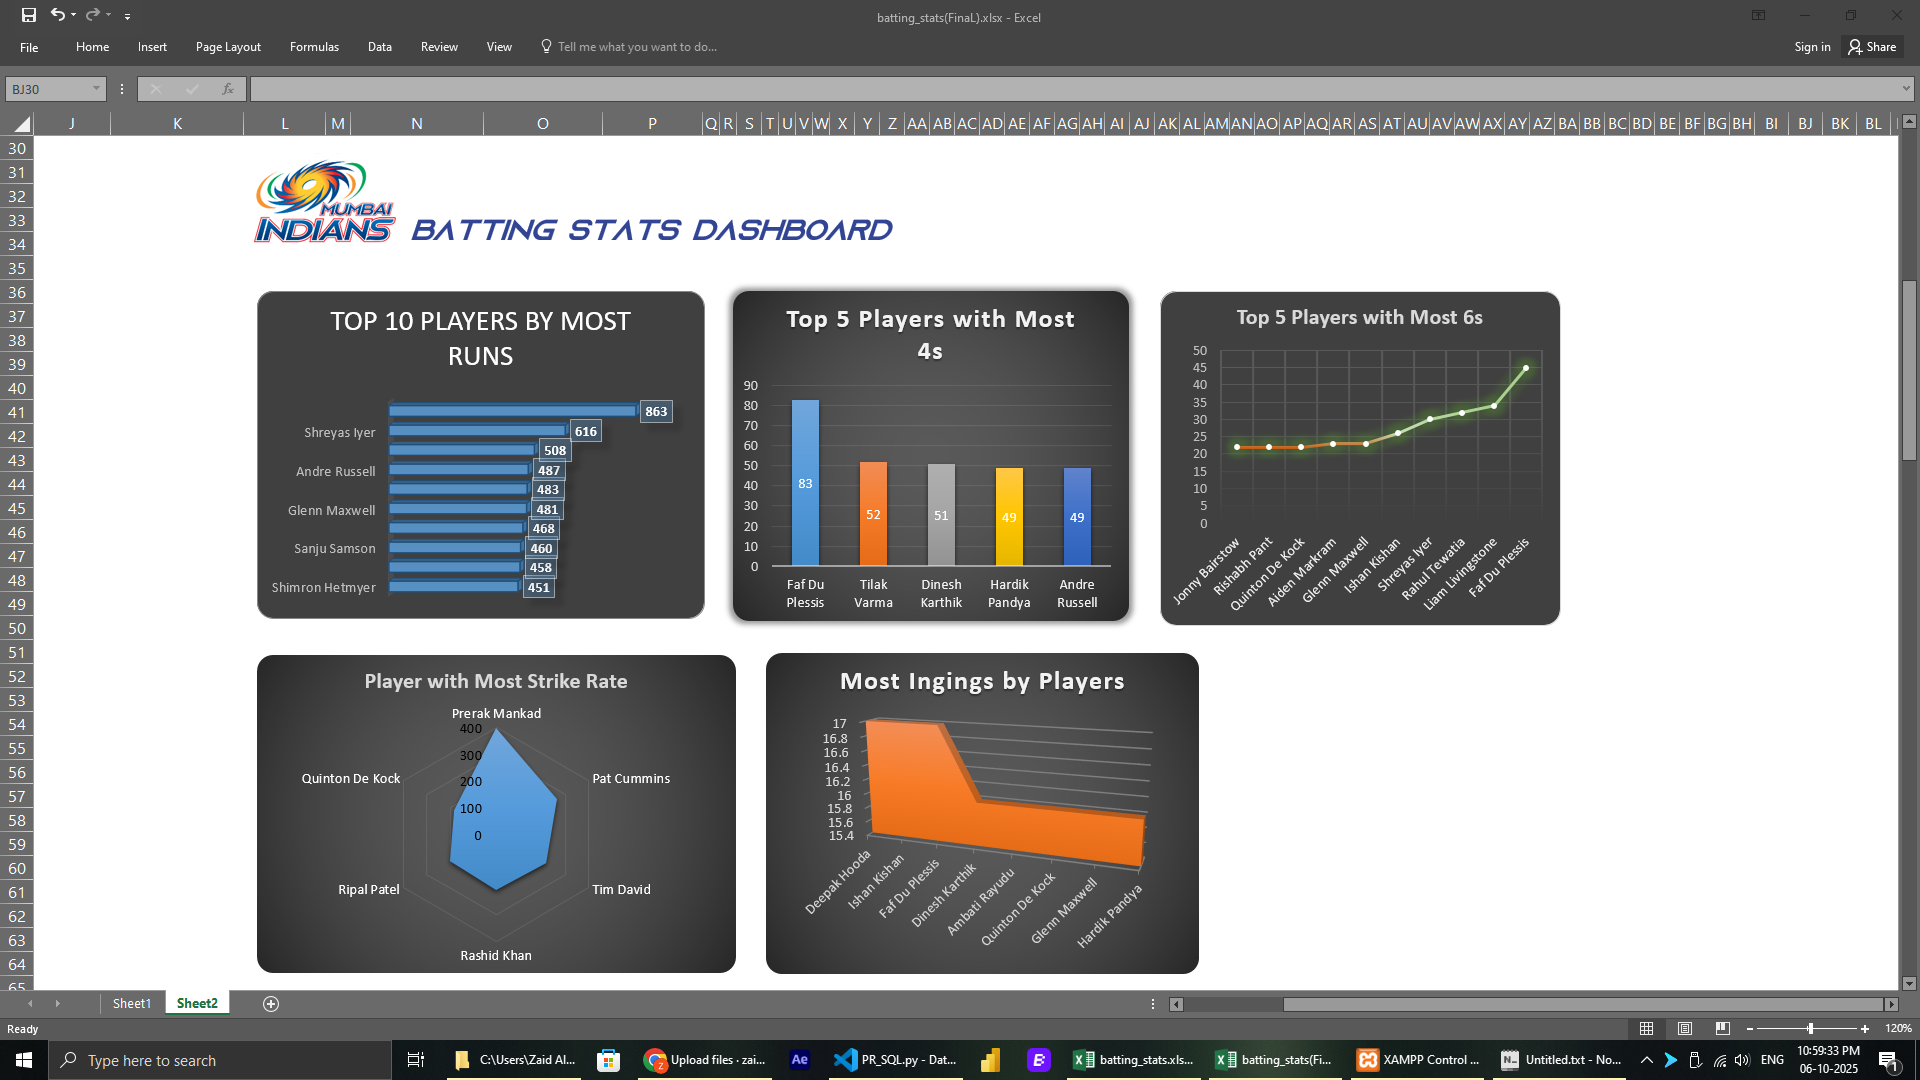 batting_stats(FinaL).xlsx - Excel
File
Home
Insert
Page Layout
Formulas
Data
Review
View
Tell me what you want to do...
Sign in
Share
BJ30
fx
J K L M N O P Q R S T U V W X Y Z AA AB AC AD AE AF AG AH AI AJ AK AL AM AN AO AP AQ AR AS AT AU AV AW AX AY AZ BA BB BC BD BE BF BG BH BI BJ BK BL
30
31
32
33
34
35
36
37
38
39
40
41
42
43
44
45
46
47
48
49
50
51
52
53
54
55
56
57
58
59
60
61
62
63
64
65
MUMBAI
INDIANS
BATTING STATS DASHBOARD
TOP 10 PLAYERS BY MOST
RUNS
863
Shreyas Iyer 616
508
Andre Russell 487
483
Glenn Maxwell 481
468
Sanju Samson 460
458
Shimron Hetmyer 451
Top 5 Players with Most
4s
90
80
70
60
50
40
30
20
10
0
83
52
51
49
49
Faf Du
Plessis
Tilak
Varma
Dinesh
Karthik
Hardik
Pandya
Andre
Russell
Top 5 Players with Most 6s
50
45
40
35
30
25
20
15
10
5
0
Jonny Bairstow
Rishabh Pant
Quinton De Kock
Aiden Markram
Glenn Maxwell
Ishan Kishan
Shreyas Iyer
Rahul Tewatia
Liam Livingstone
Faf Du Plessis
Player with Most Strike Rate
Prerak Mankad
400
300
200
100
0
Quinton De Kock
Pat Cummins
Ripal Patel
Tim David
Rashid Khan
Most Ingings by Players
17
16.8
16.6
16.4
16.2
16
15.8
15.6
15.4
Deepak Hooda
Ishan Kishan
Faf Du Plessis
Dinesh Karthik
Ambati Rayudu
Quinton De Kock
Glenn Maxwell
Hardik Pandya
Sheet1
Sheet2
Ready
120%
Type here to search
C:\Users\Zaid Al...
Upload files · zai...
Ae
PR_SQL.py - Dat...
batting_stats.xls...
batting_stats(Fi...
XAMPP Control ...
Untitled.txt - No...
ENG
10:59:33 PM
06-10-2025
1